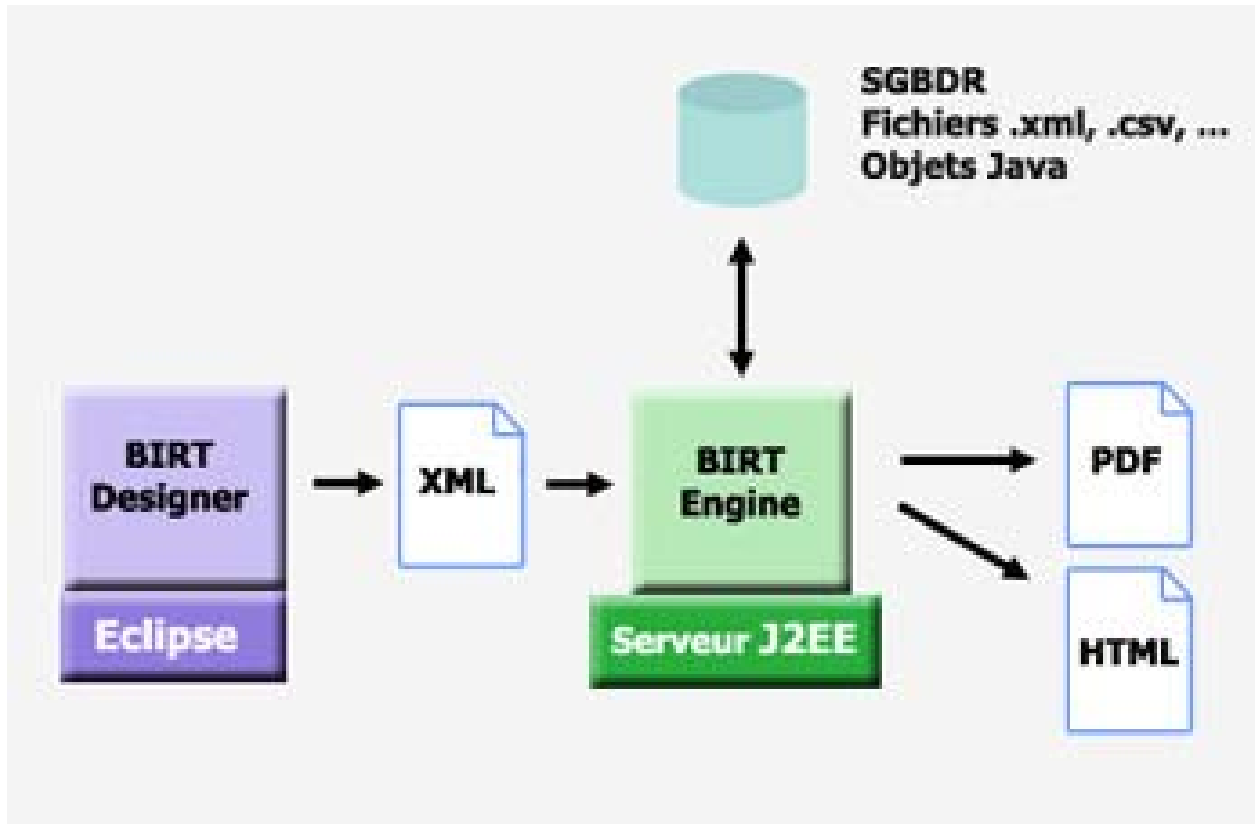 SGBDR
Fichiers .xml, .csv, ...
Objets Java
BIRT
Designer
Eclipse
XML
BIRT
Engine
Serveur J2EE
PDF
HTML